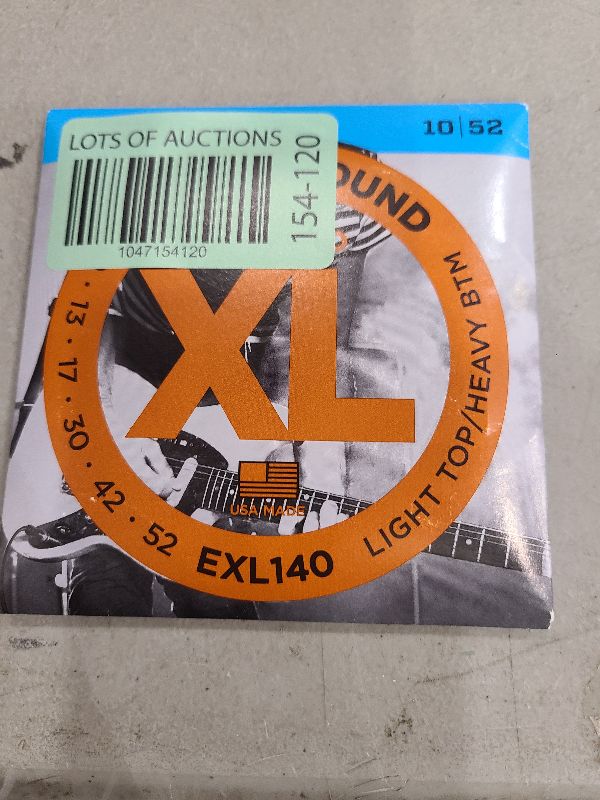 LOTS OF AUCTIONS
1047154120
154-120
10|52
XL
13 · 17 · 30 · 42 · 52
EXL140
LIGHT TOP/HEAVY BTM
USA MADE